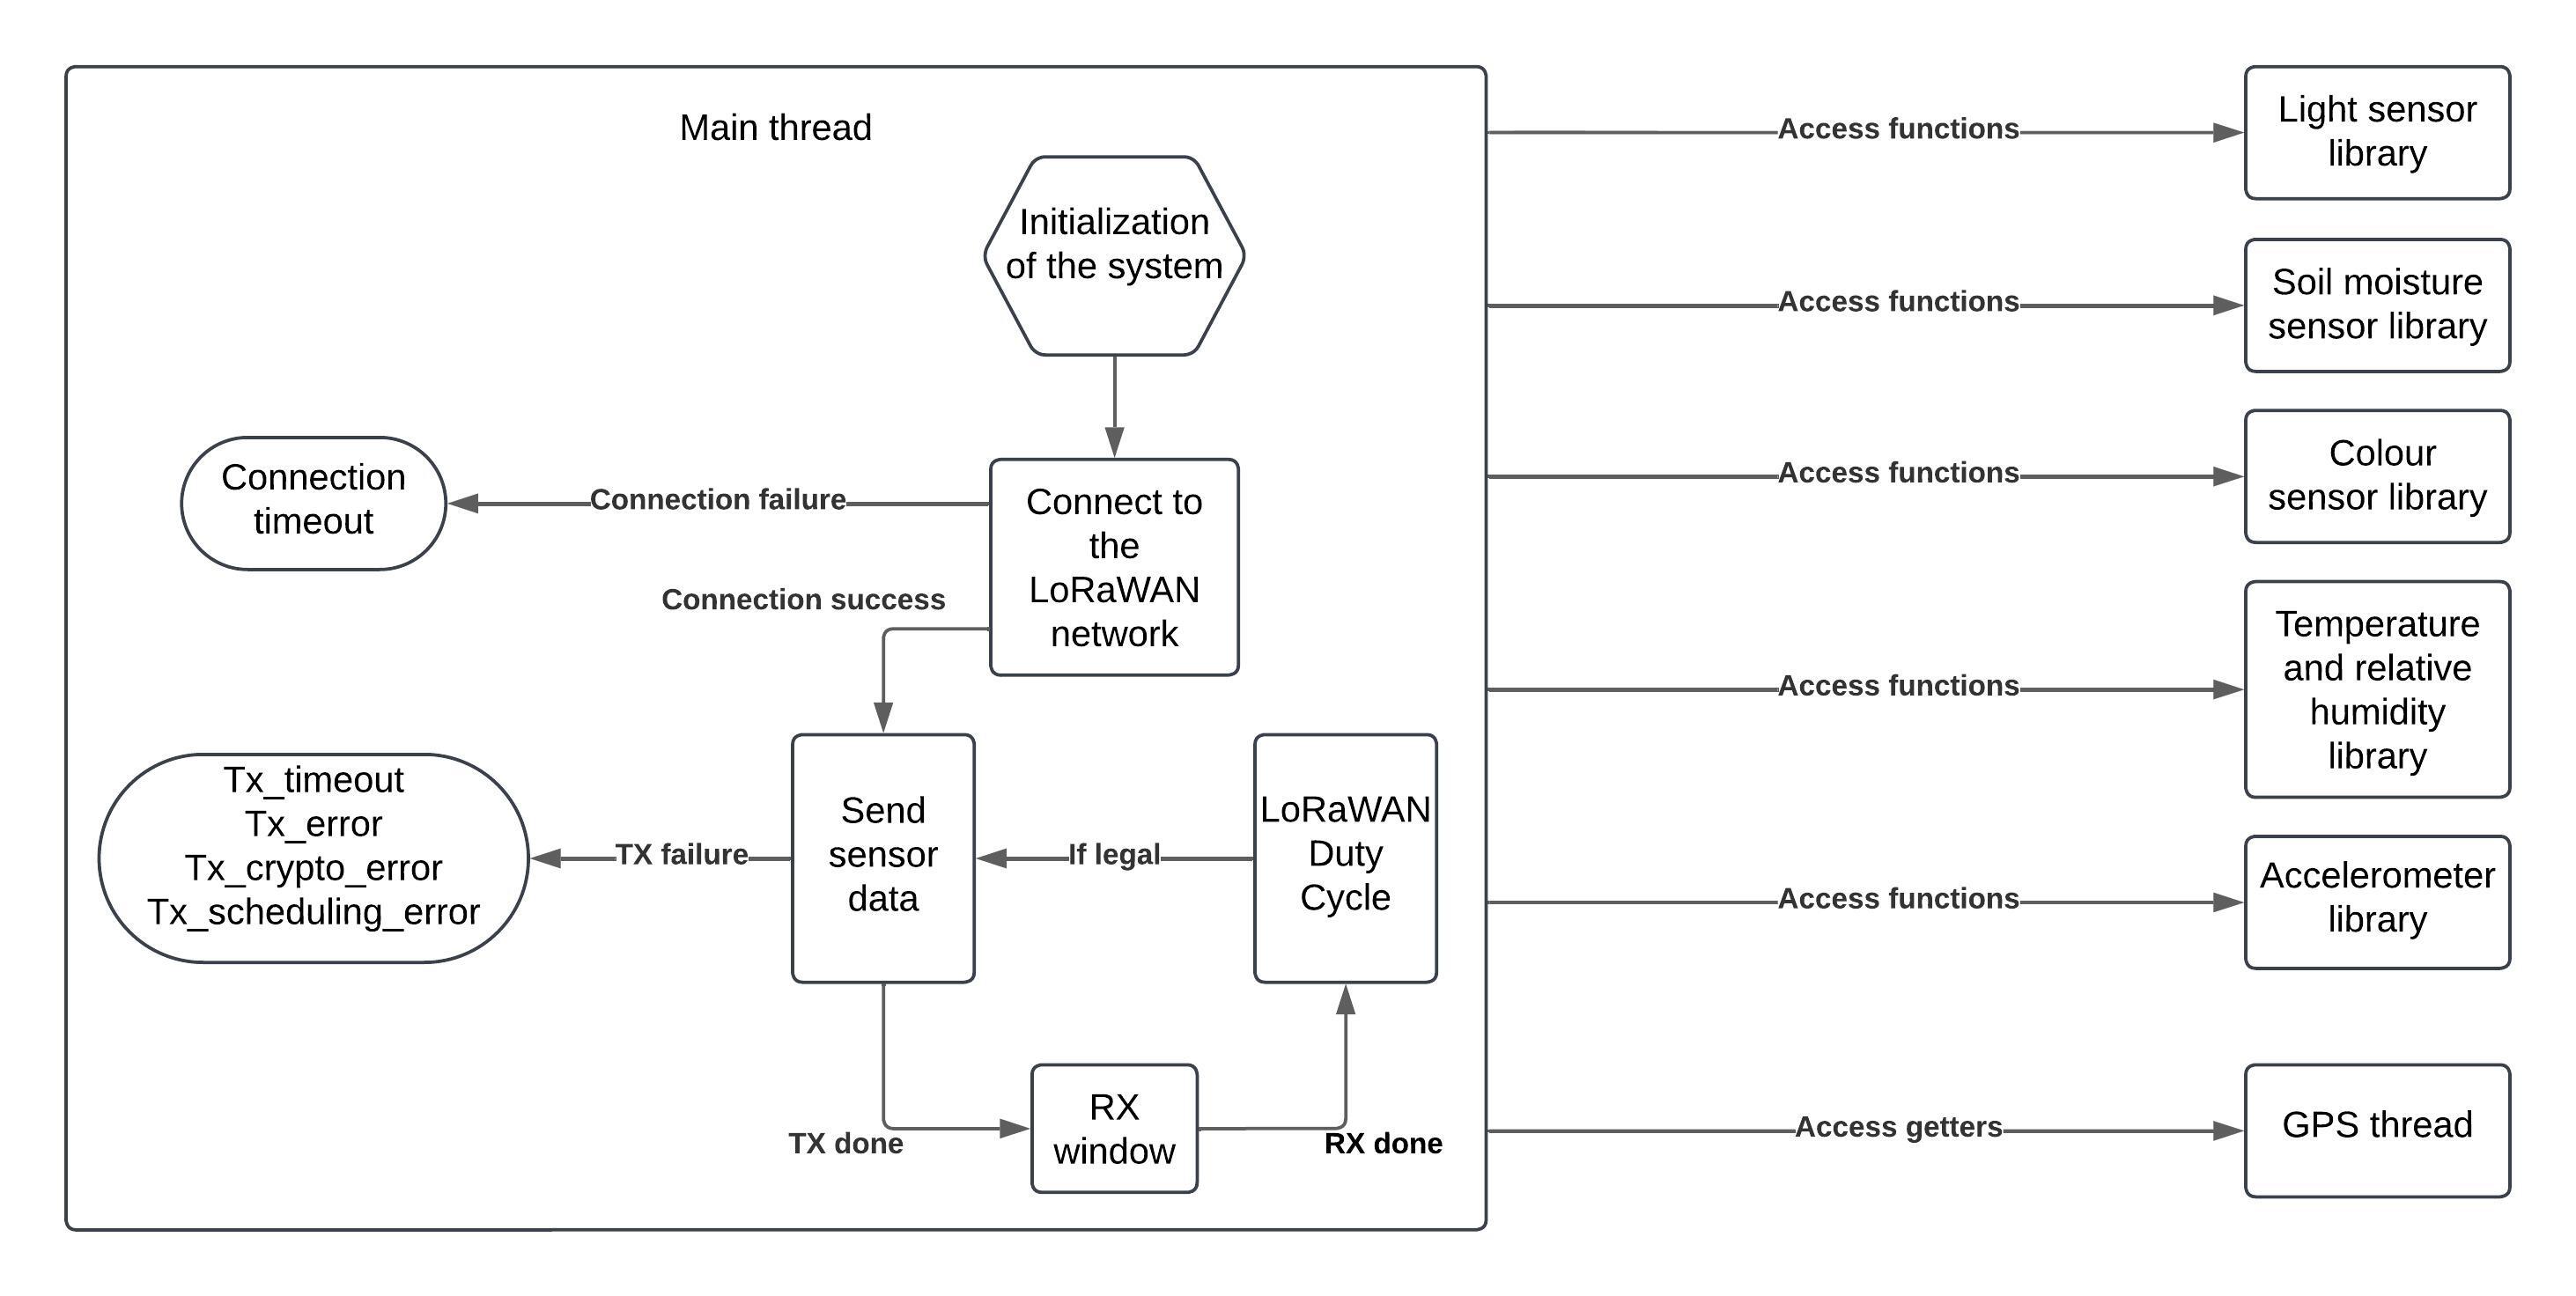 Main thread
Initialization
of the system
Connection
timeout
Connection failure
Connect to
the
LoRaWAN
network
Connection success
Tx_timeout
Tx_error
Tx_crypto_error
Tx_scheduling_error
TX failure
Send
sensor
data
If legal
LoRaWAN
Duty
Cycle
TX done
RX
window
RX done
Access functions
Light sensor
library
Access functions
Soil moisture
sensor library
Access functions
Colour
sensor library
Access functions
Temperature
and relative
humidity
library
Access functions
Accelerometer
library
Access getters
GPS thread